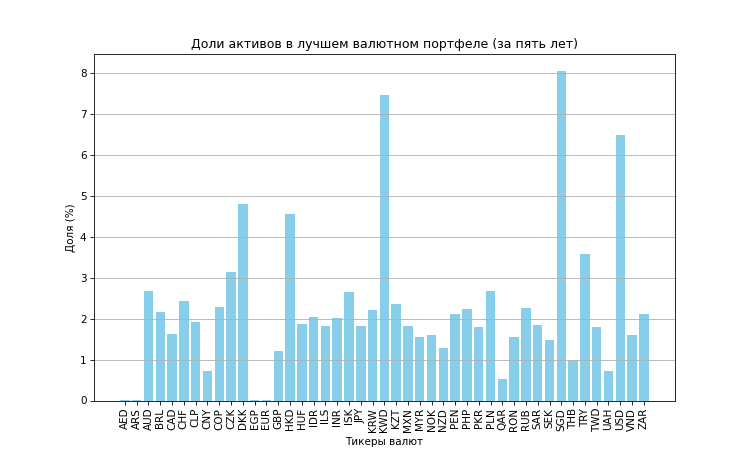 Доли активов в лучшем валютном портфеле (за пять лет)
Доля (%)
8
7
6
5
4
3
2
1
0
AED ARS AUD BRL CAD CHF CLP CNY COP CZK DKK EGP EUR GBP HKD HUF IDR ILS INR ISK JPY KRW KWD KZT MXN MYR NOK NZD PEN PHP PKR PLN QAR RON RUB SAR SEK SGD THB TRY TWD UAH USD VND ZAR
Тикеры валют